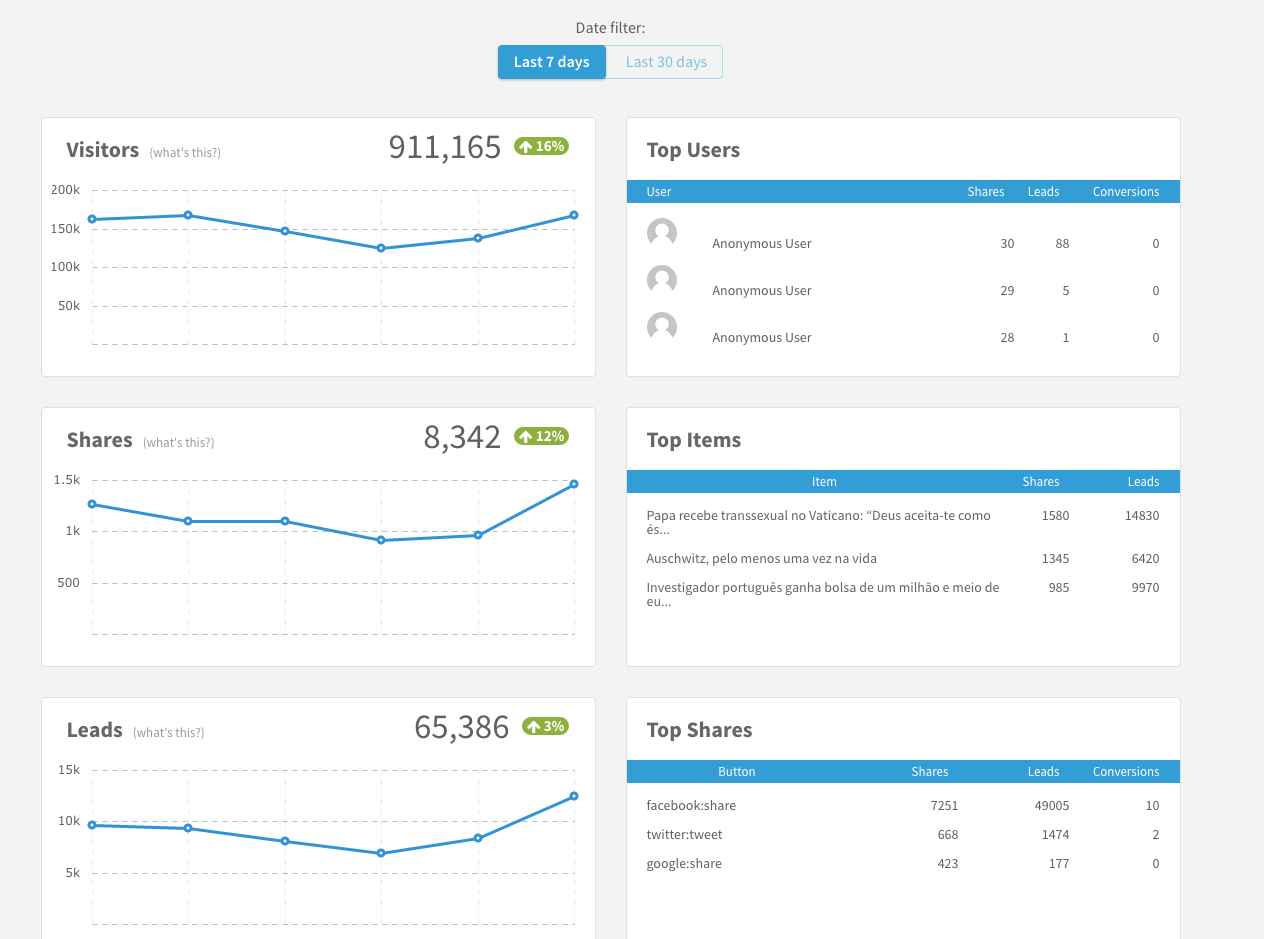 Date filter:
Last 7 days
Last 30 days
Visitors (what's this?) 911,165 16%
200k
150k
100k
50k
Top Users
User Shares Leads Conversions
Anonymous User 30 88 0
Anonymous User 29 5 0
Anonymous User 28 1 0
Shares (what's this?) 8,342 12%
1.5k
1k
500
Top Items
Item Shares Leads
Papa recebe transsexual no Vaticano: “Deus aceita-te como 1580 14830
és...
Auschwitz, pelo menos uma vez na vida 1345 6420
Investigador português ganha bolsa de um milhão e meio de 985 9970
eu...
Leads (what's this?) 65,386 3%
15k
10k
5k
Top Shares
Button Shares Leads Conversions
facebook:share 7251 49005 10
twitter:tweet 668 1474 2
google:share 423 177 0